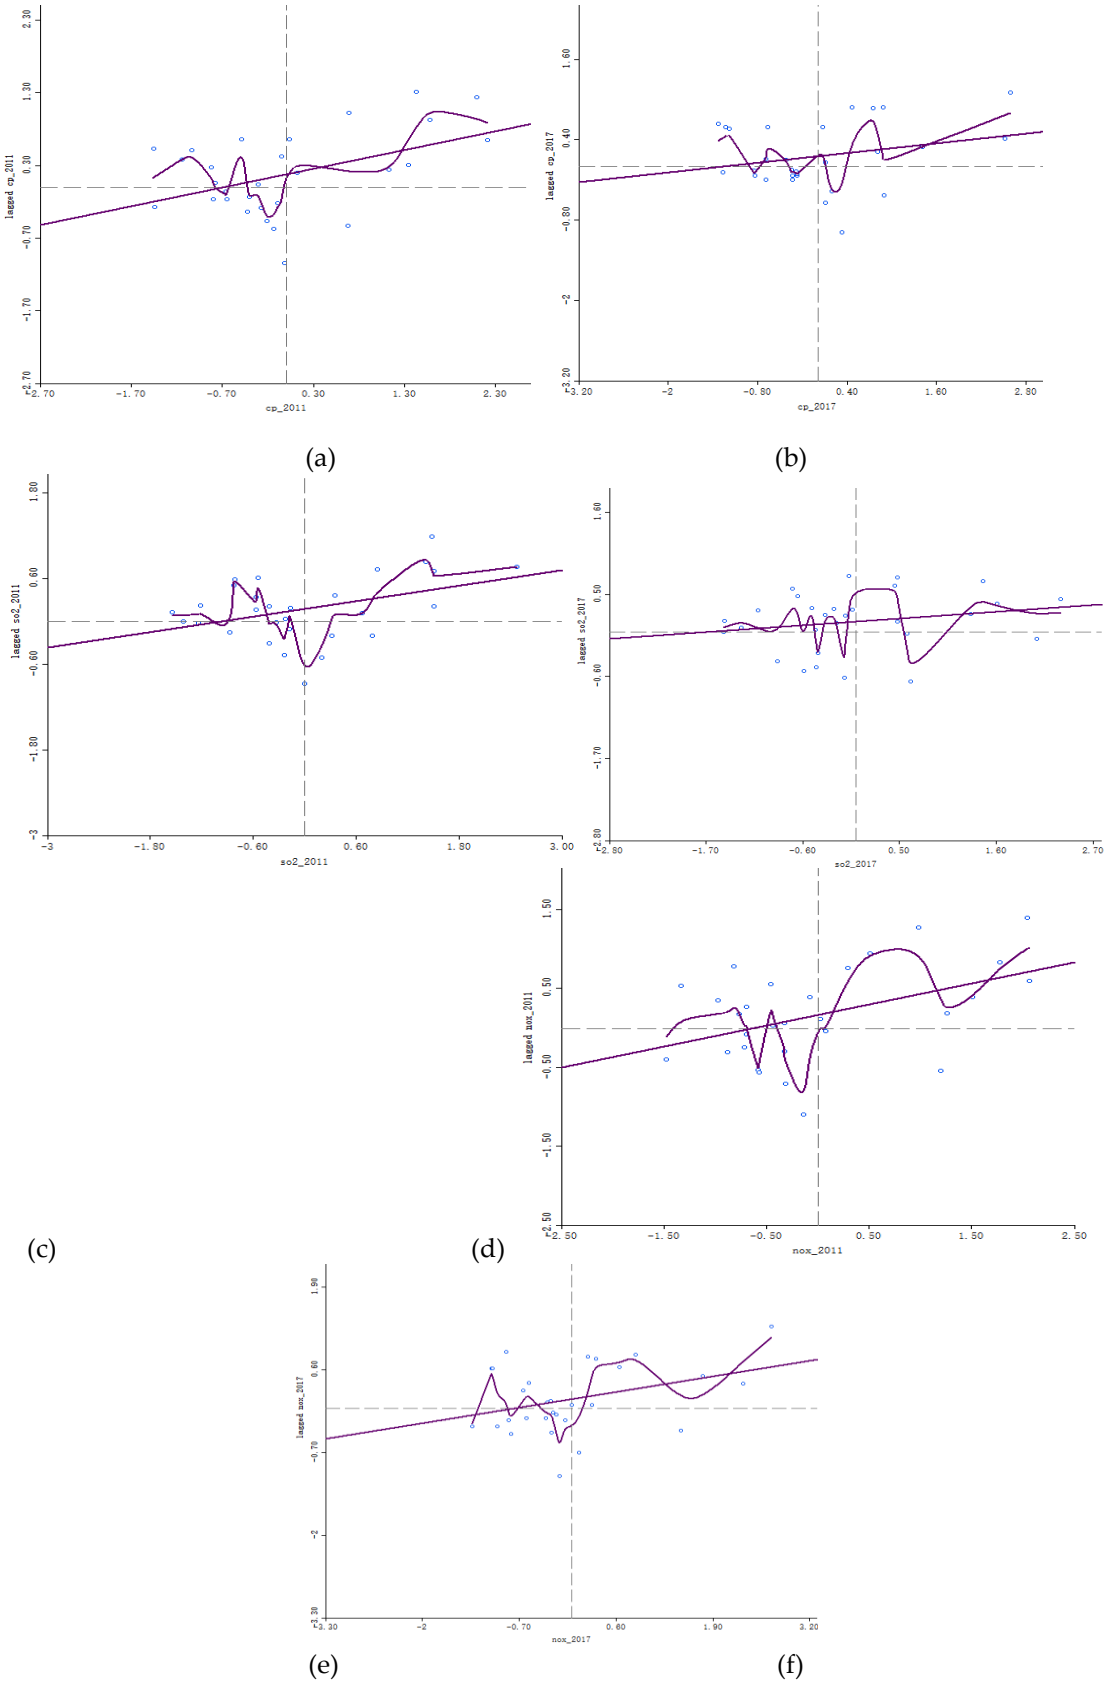 2.30
1.30
0.30
-0.70
-1.70
-2.70
lagged cp_2011
-2.70 -1.70 -0.70 0.30 1.30 2.30
cp_2011
1.60
0.40
-0.80
-2
-3.20
lagged cp_2017
-3.20 -2 -0.80 0.40 1.60 2.80
cp_2017
(a) (b)
1.80
0.60
-0.60
-1.80
-3
lagged so2_2011
-3 -1.80 -0.60 0.60 1.80 3.00
so2_2011
1.60
0.50
-0.60
-1.70
-2.80
lagged so2_2017
-2.80 -1.70 -0.60 0.50 1.60 2.70
so2_2017
1.50
0.50
-0.50
-1.50
-2.50
lagged nox_2011
-2.50 -1.50 -0.50 0.50 1.50 2.50
nox_2011
(c) (d)
1.90
0.60
-0.70
-2
-3.30
lagged nox_2017
-3.30 -2 -0.70 0.60 1.90 3.20
nox_2017
(e) (f)